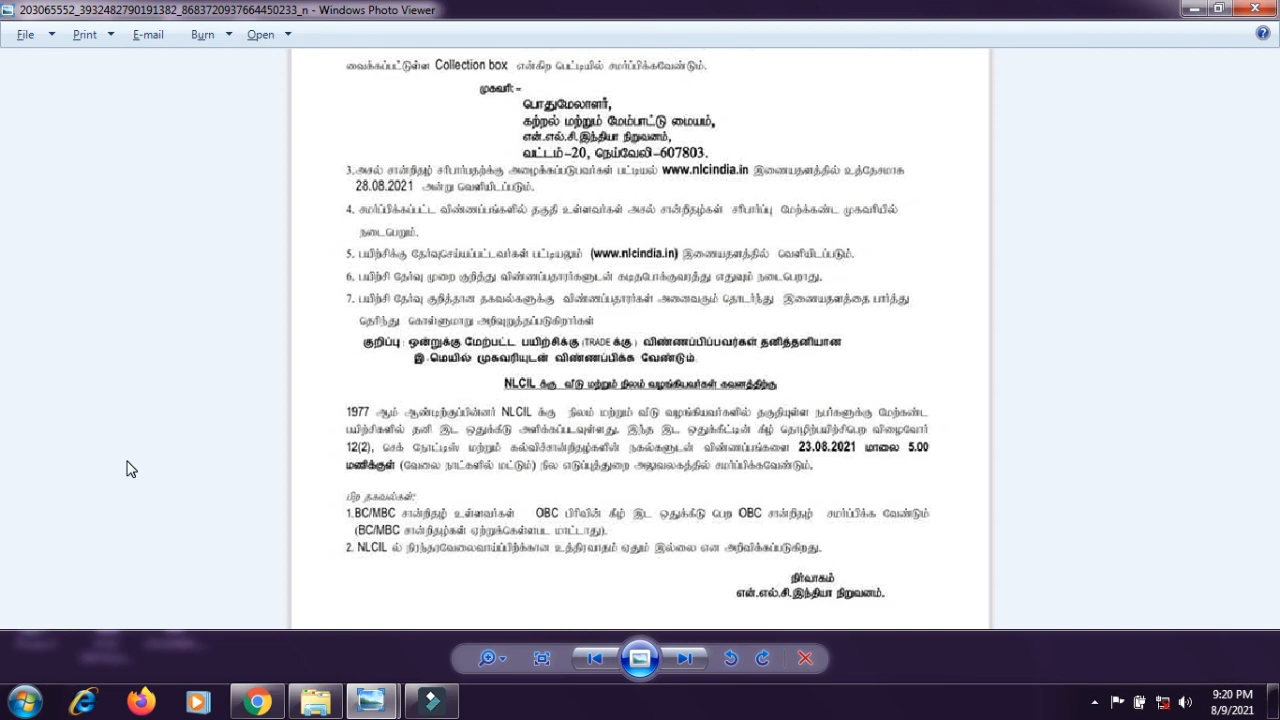 203065552_3932482790191382_8683720937664450233_n - Windows Photo Viewer
File Print E-mail Burn Open
வைக்கப்பட்டுள்ள Collection box என்கிற பெட்டியில் சமர்ப்பிக்கவேண்டும்.
முகவரி: –
பொதுமேலாளர்,
கற்றல் மற்றும் மேம்பாட்டு மையம்,
என்.எல்.சி.இந்தியா நிறுவனம்,
வட்டம்–20, நெய்வேலி–607803.
3.அசல் சான்றிதழ் சரிபார்பதற்க்கு அழைக்கப்படுபவர்கள் பட்டியல் www.nlcindia.in இணையதளத்தில் உத்தேசமாக
28.08.2021 அன்று வெளியிடப்படும்.
4. சமர்ப்பிக்கப்பட்ட விண்ணப்பங்களில் தகுதி உள்ளவர்கள் அசல் சான்றிதழ்கள் சரிபார்ப்பு மேற்க்கண்ட முகவரியில்
நடைபெறும்.
5. பயிற்சிக்கு தேர்வுசெய்யப்பட்டவர்கள் பட்டியலும் (www.nlcindia.in) இணையதளத்தில் வெளியிடப்படும்.
6. பயிற்சி தேர்வு முறை குறித்து விண்ணப்பதாரர்களுடன் கடிதபோக்குவரத்து எதுவும் நடைபெறாது.
7. பயிற்சி தேர்வு குறித்தான தகவல்களுக்கு விண்ணப்பதாரர்கள் அனைவரும் தொடர்ந்து இணையதளத்தை பார்த்து
தெரிந்து கொள்ளுமாறு அறிவுறுத்தப்படுகிறார்கள்
குறிப்பு : ஒன்றுக்கு மேற்பட்ட பயிற்சிக்கு (TRADE க்கு ) விண்ணப்பிப்பவர்கள் தனித்தனியான
இ மெயில் முகவரியுடன் விண்ணப்பிக்க வேண்டும்.
NLCIL க்கு வீடு மற்றும் நிலம் வழங்கியவர்கள் கவனத்திற்கு
1977 ஆம் ஆண்டிற்குப்பின்னர் NLCIL க்கு நிலம் மற்றும் வீடு வழங்கியவர்களில் தகுதியுள்ள நபர்களுக்கு மேற்கண்ட
பயிற்சிகளில் தனி இட ஒதுக்கீடு அளிக்கப்படவுள்ளது. இந்த இட ஒதுக்கீட்டின் கீழ் தொழிற்பயிற்சிபெற விழைவோர்
12(2), செக் நோட்டிஸ் மற்றும் கல்விச்சான்றிதழ்களின் நகல்களுடன் விண்ணப்பங்களை 23.08.2021 மாலை 5.00
மணிக்குள் (வேலை நாட்களில் மட்டும்) நில எடுப்புத்துறை அலுவலகத்தில் சமர்ப்பிக்கவேண்டும்.
பிற தகவல்கள்:
1.BC/MBC சான்றிதழ் உள்ளவர்கள் OBC பிரிவின் கீழ் இட ஒதுக்கீடு பெற OBC சான்றிதழ் சமர்ப்பிக்க வேண்டும்
(BC/MBC சான்றிதழ்கள் ஏற்றுக்கெள்ளபட மாட்டாது).
2. NLCIL ல் நிரந்தரவேலைவாய்ப்பிற்க்கான உத்திரவாதம் ஏதும் இல்லை என அறிவிக்கப்படுகிறது.
நிர்வாகம்
என்.எல்.சி.இந்தியா நிறுவனம்.
9:20 PM
8/9/2021